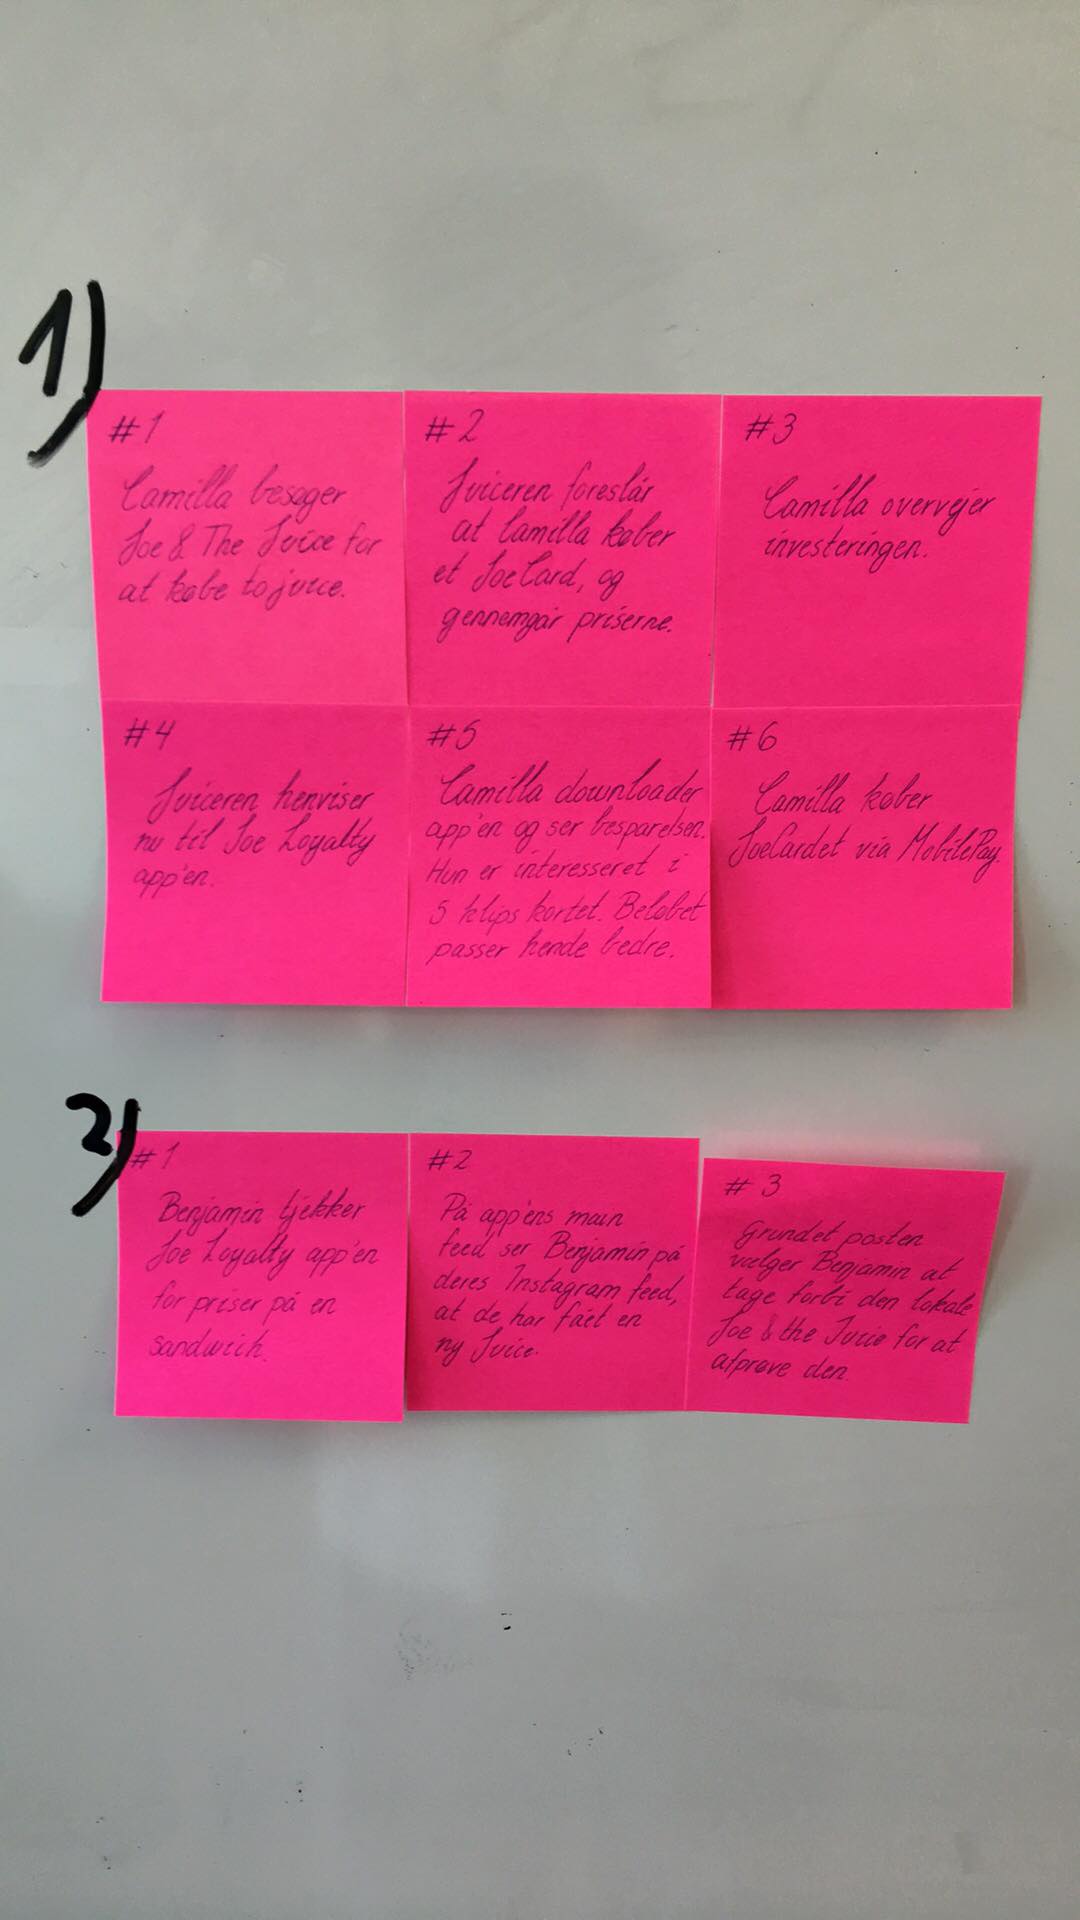 1)
#1
Camilla besøger
Joe & The Juice for
at købe to juice.
#2
Juiceren foreslår
at Camilla køber
et JoeCard, og
gennemgår priserne.
#3
Camilla overvejer
investeringen.
#4
Juiceren henviser
nu til Joe Loyalty
app'en.
#5
Camilla downloader
app'en og ser besparelsen.
Hun er interesseret i
5 klips kortet. Beløbet
passer hende bedre.
#6
Camilla køber
JoeCardet via MobilePay.
2)
#1
Benjamin tjekker
Joe Loyalty app'en
for priser på en
sandwich.
#2
På app'ens main
feed ser Benjamin på
deres Instagram feed,
at de har fået en
ny Juice.
#3
Grundet posten
vælger Benjamin at
tage forbi den lokale
Joe & the Juice for at
afprøve den.